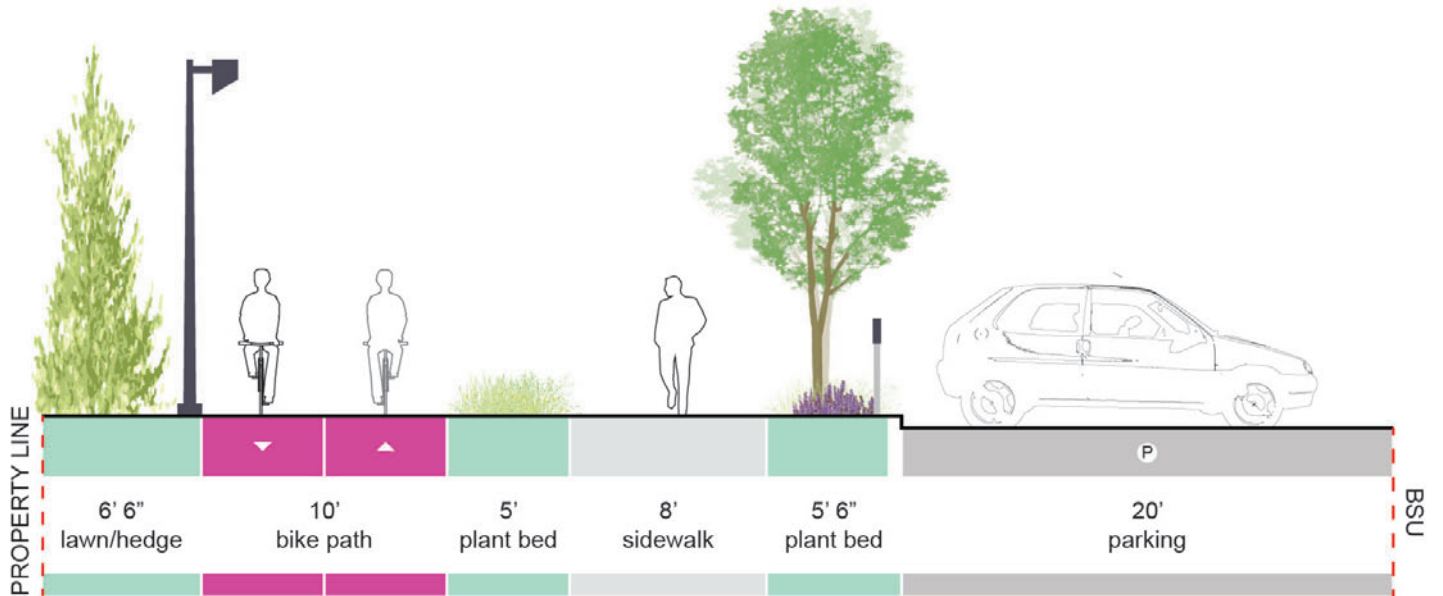 PROPERTY LINE
P
6’ 6”
lawn/hedge
10’
bike path
5’
plant bed
8’
sidewalk
5’ 6”
plant bed
20’
parking
BSU